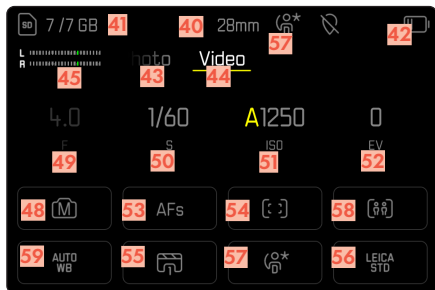 SD 7 /7 GB 41 40 28mm 57 42
L
R
45 hoto 43 Video 44
4.0 1/60 A1250 0
F S ISO EV
49 50 51 52
48 M 53 AFs 54 58
59 AUTO WB 55 57 56 LEICA STD